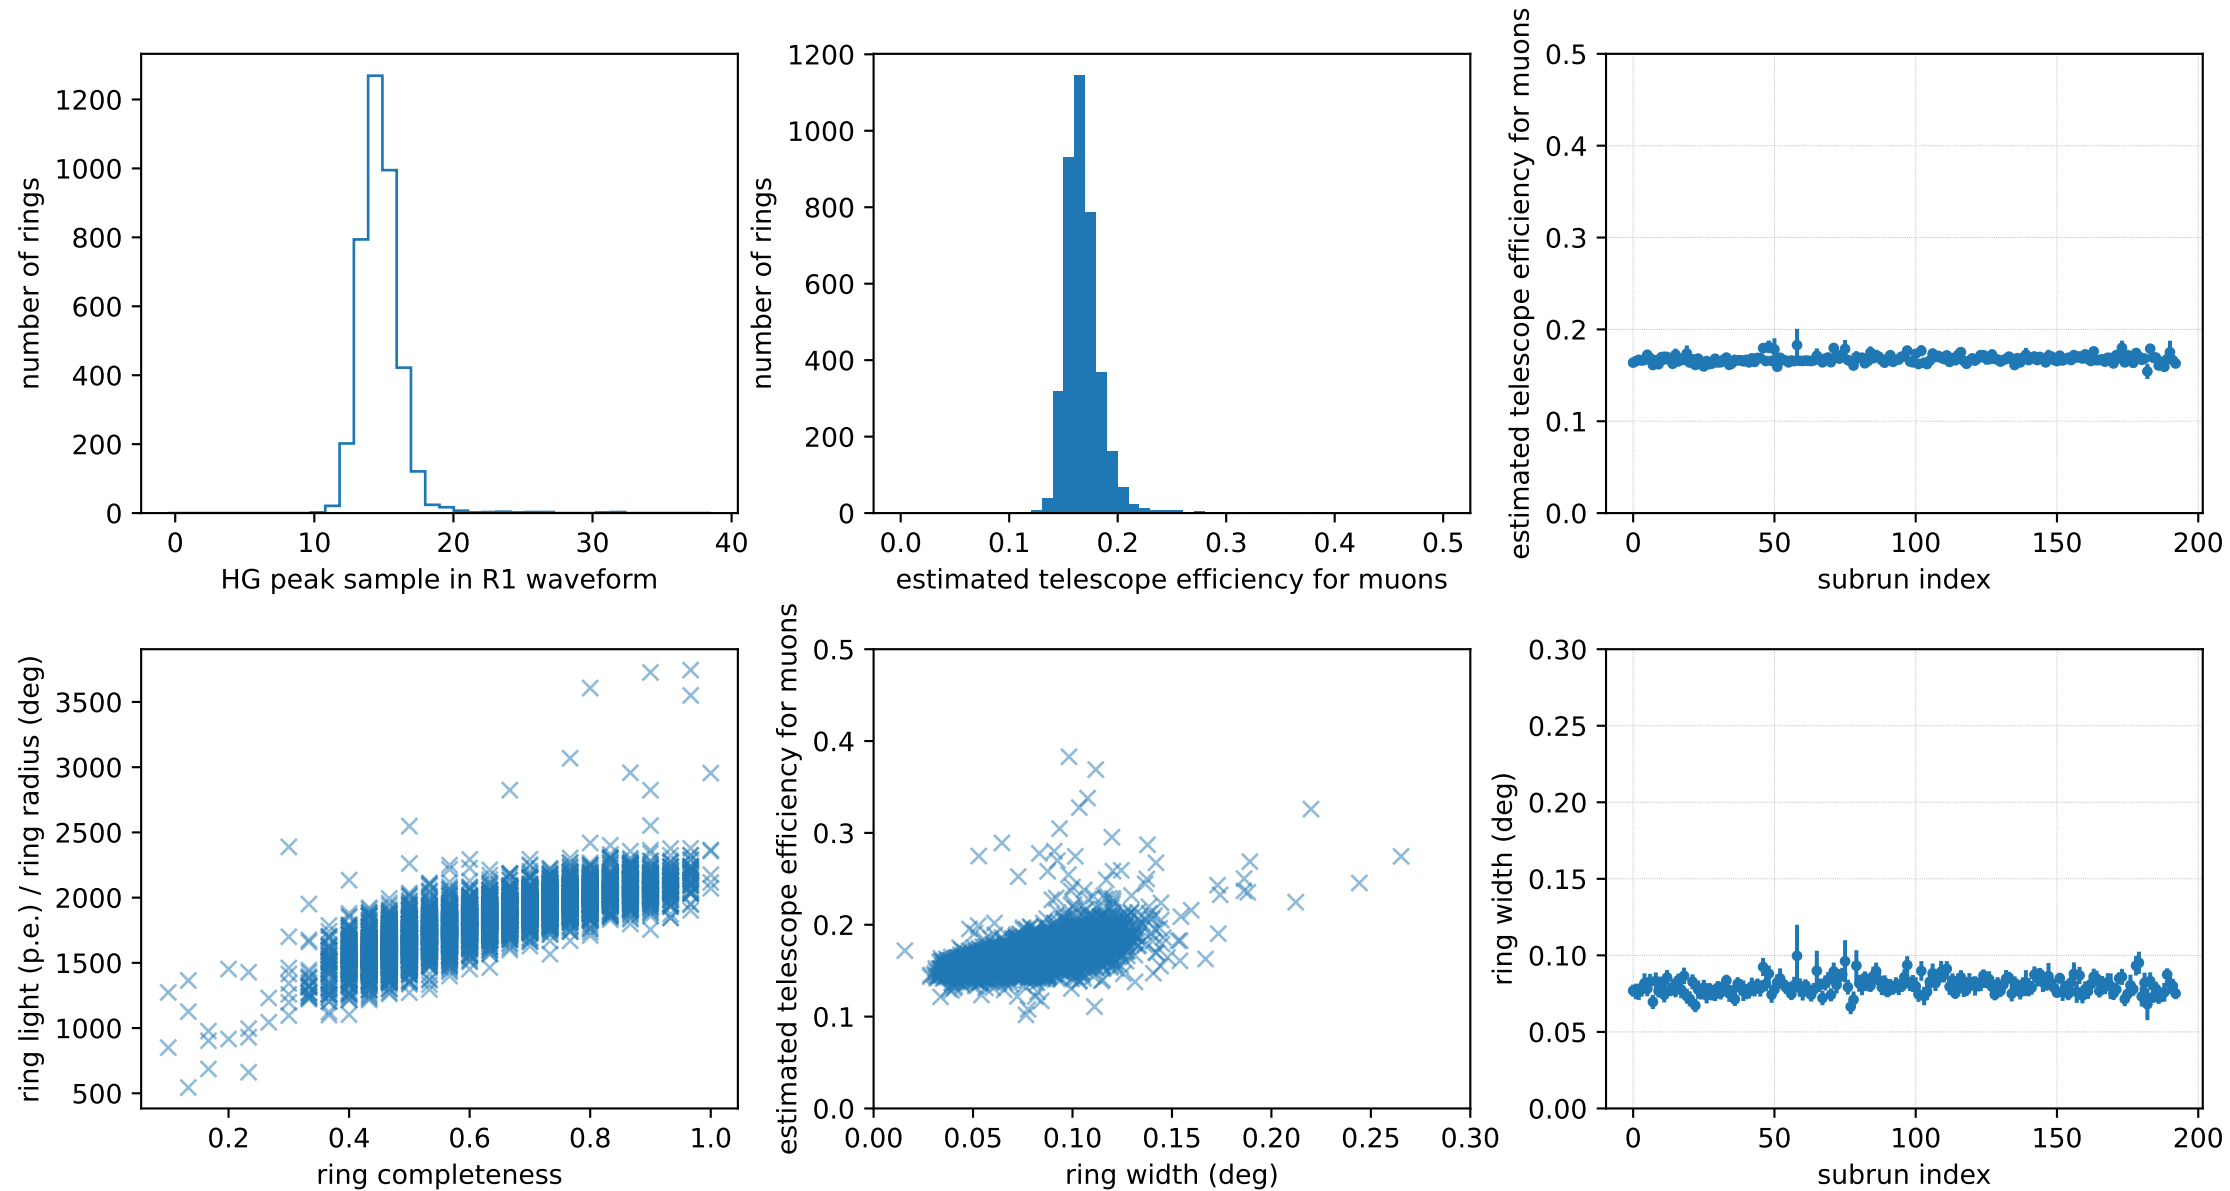 number of rings
1200
1000
800
600
400
200
0
0 10 20 30 40
HG peak sample in R1 waveform
number of rings
1200
1000
800
600
400
200
0
0.0 0.1 0.2 0.3 0.4 0.5
estimated telescope efficiency for muons
estimated telescope efficiency for muons
0.5
0.4
0.3
0.2
0.1
0.0
0 50 100 150 200
subrun index
ring light (p.e.) / ring radius (deg)
3500
3000
2500
2000
1500
1000
500
0.2 0.4 0.6 0.8 1.0
ring completeness
estimated telescope efficiency for muons
0.5
0.4
0.3
0.2
0.1
0.0
0.00 0.05 0.10 0.15 0.20 0.25 0.30
ring width (deg)
ring width (deg)
0.30
0.25
0.20
0.15
0.10
0.05
0.00
0 50 100 150 200
subrun index